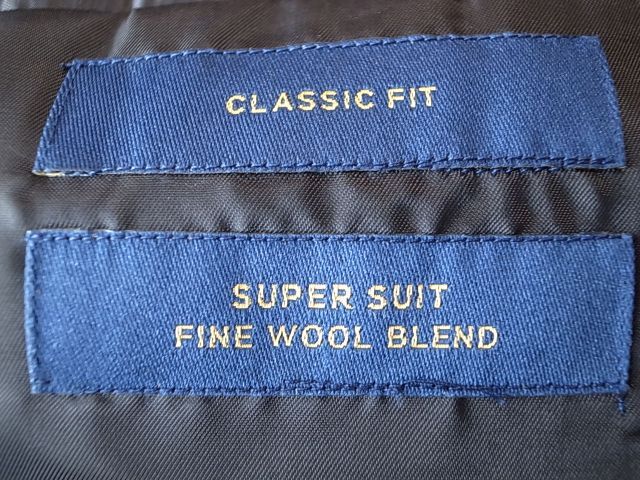 CLASSIC FIT
SUPER SUIT
FINE WOOL BLEND